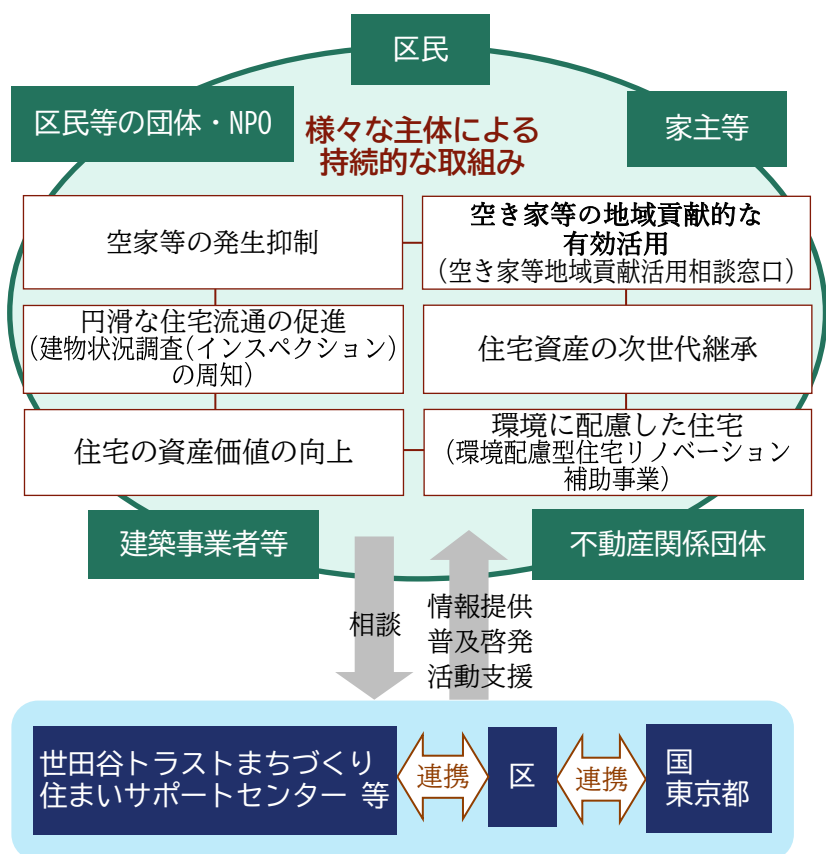 区民
区民等の団体・NPO
家主等
様々な主体による
持続的な取組み
空家等の発生抑制
空き家等の地域貢献的な
有効活用
（空き家等地域貢献活用相談窓口）
円滑な住宅流通の促進
（建物状況調査（インスペクション）
の周知）
住宅資産の次世代継承
住宅の資産価値の向上
環境に配慮した住宅
（環境配慮型住宅リノベーション
補助事業）
建築事業者等
不動産関係団体
相談
情報提供
普及啓発
活動支援
世田谷トラストまちづくり
住まいサポートセンター 等
連携
区
連携
国
東京都